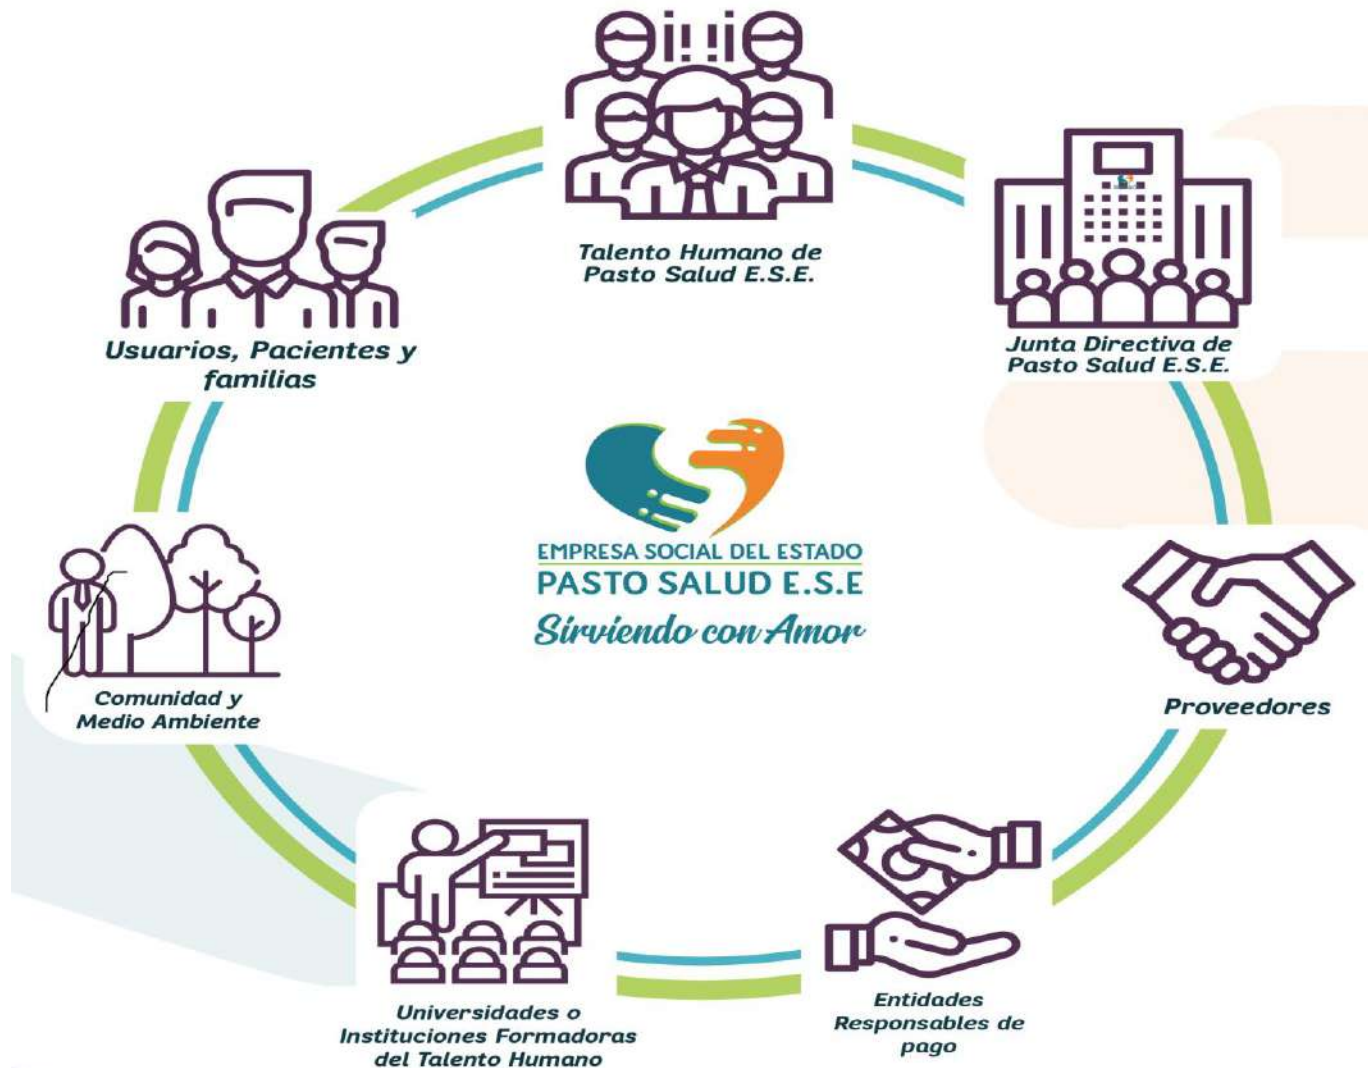 Talento Humano de
Pasto Salud E.S.E.
Junta Directiva de
Pasto Salud E.S.E.
Usuarios, Pacientes y
familias
EMPRESA SOCIAL DEL ESTADO
PASTO SALUD E.S.E
Sirviendo con Amor
Comunidad y
Medio Ambiente
Proveedores
Universidades o
Instituciones Formadoras
del Talento Humano
Entidades
Responsables de
pago